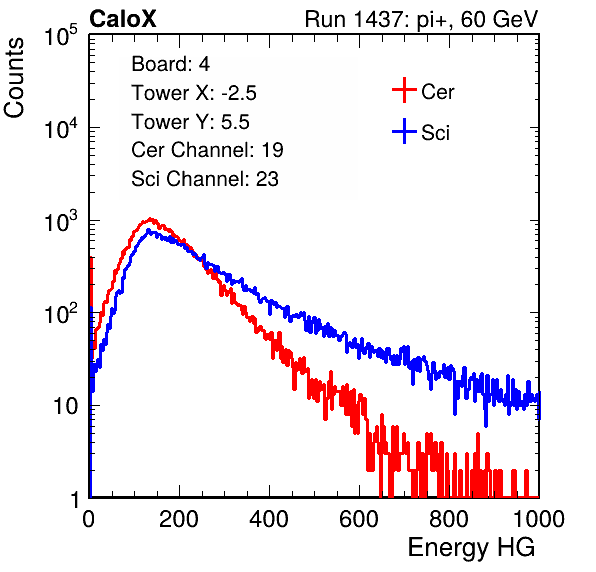 CaloX Run 1437: pi+, 60 GeV
Counts
10^5
10^4
10^3
10^2
10
1
Board: 4
Tower X: -2.5
Tower Y: 5.5
Cer Channel: 19
Sci Channel: 23
Cer
Sci
0 200 400 600 800 1000
Energy HG